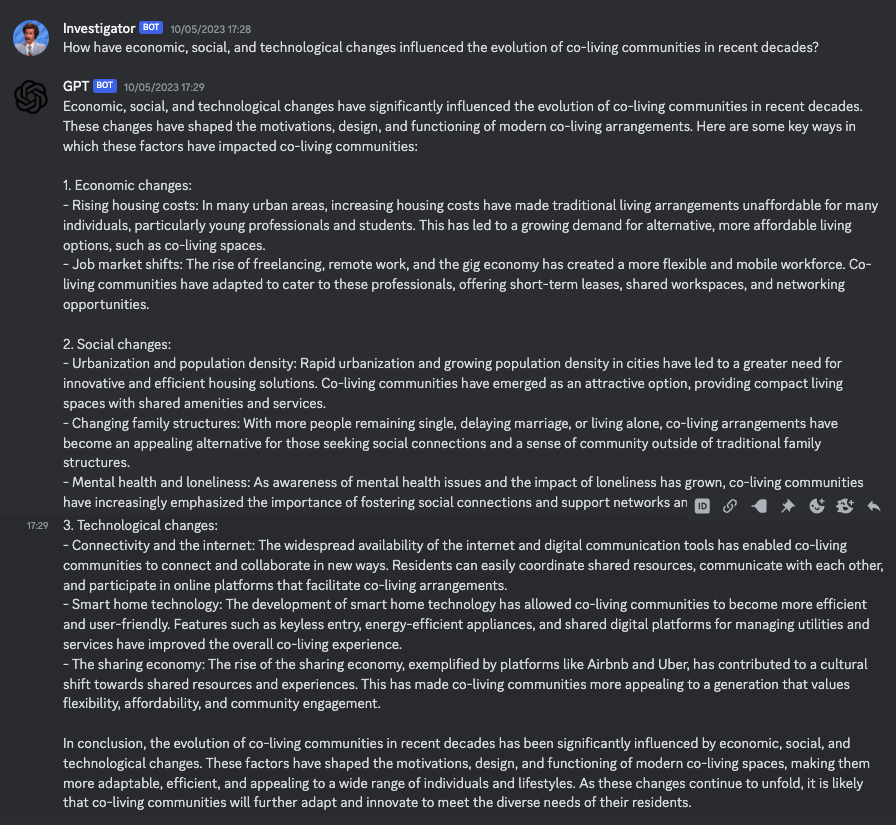 Investigator BOT 10/05/2023 17:28
How have economic, social, and technological changes influenced the evolution of co-living communities in recent decades?
GPT BOT 10/05/2023 17:29
Economic, social, and technological changes have significantly influenced the evolution of co-living communities in recent decades.
These changes have shaped the motivations, design, and functioning of modern co-living arrangements. Here are some key ways in
which these factors have impacted co-living communities:
1. Economic changes:
- Rising housing costs: In many urban areas, increasing housing costs have made traditional living arrangements unaffordable for many
individuals, particularly young professionals and students. This has led to a growing demand for alternative, more affordable living
options, such as co-living spaces.
- Job market shifts: The rise of freelancing, remote work, and the gig economy has created a more flexible and mobile workforce. Co-
living communities have adapted to cater to these professionals, offering short-term leases, shared workspaces, and networking
opportunities.
2. Social changes:
- Urbanization and population density: Rapid urbanization and growing population density in cities have led to a greater need for
innovative and efficient housing solutions. Co-living communities have emerged as an attractive option, providing compact living
spaces with shared amenities and services.
- Changing family structures: With more people remaining single, delaying marriage, or living alone, co-living arrangements have
become an appealing alternative for those seeking social connections and a sense of community outside of traditional family
structures.
- Mental health and loneliness: As awareness of mental health issues and the impact of loneliness has grown, co-living communities
have increasingly emphasized the importance of fostering social connections and support networks an
ID
17:29 3. Technological changes:
- Connectivity and the internet: The widespread availability of the internet and digital communication tools has enabled co-living
communities to connect and collaborate in new ways. Residents can easily coordinate shared resources, communicate with each other,
and participate in online platforms that facilitate co-living arrangements.
- Smart home technology: The development of smart home technology has allowed co-living communities to become more efficient
and user-friendly. Features such as keyless entry, energy-efficient appliances, and shared digital platforms for managing utilities and
services have improved the overall co-living experience.
- The sharing economy: The rise of the sharing economy, exemplified by platforms like Airbnb and Uber, has contributed to a cultural
shift towards shared resources and experiences. This has made co-living communities more appealing to a generation that values
flexibility, affordability, and community engagement.
In conclusion, the evolution of co-living communities in recent decades has been significantly influenced by economic, social, and
technological changes. These factors have shaped the motivations, design, and functioning of modern co-living spaces, making them
more adaptable, efficient, and appealing to a wide range of individuals and lifestyles. As these changes continue to unfold, it is likely
that co-living communities will further adapt and innovate to meet the diverse needs of their residents.